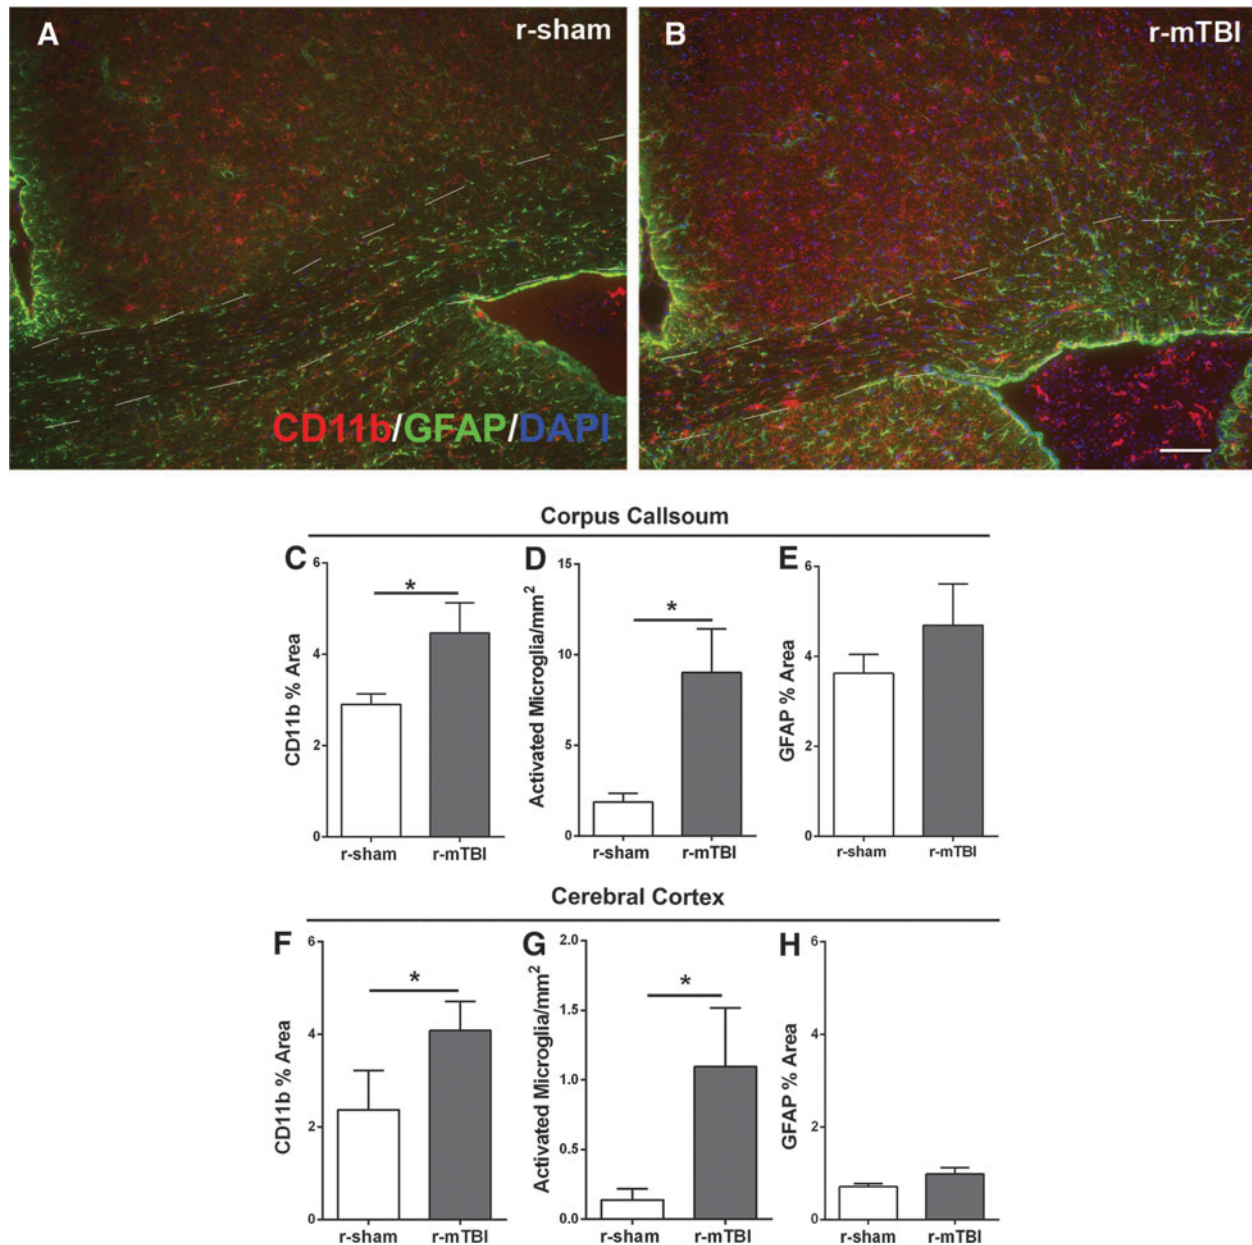 A r-sham
B r-mTBI
CD11b/GFAP/DAPI
Corpus Callsoum
C
CD11b % Area
6
4
2
0
*
r-sham r-mTBI
D
Activated Microglia/mm²
15
10
5
0
*
r-sham r-mTBI
E
GFAP % Area
6
4
2
0
r-sham r-mTBI
Cerebral Cortex
F
CD11b % Area
6
4
2
0
*
r-sham r-mTBI
G
Activated Microglia/mm²
2.0
1.5
1.0
0.5
0.0
*
r-sham r-mTBI
H
GFAP % Area
6
4
2
0
r-sham r-mTBI